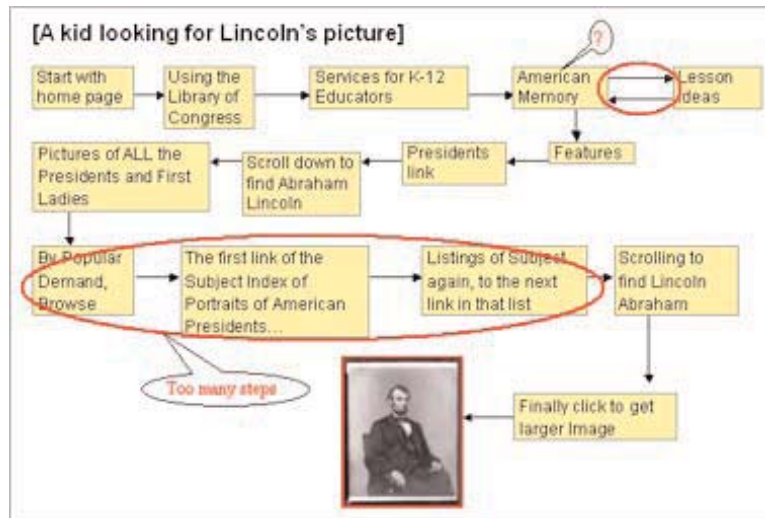 [A kid looking for Lincoln's picture]
?
Start with
home page
Using the
Library of
Congress
Services for K-12
Educators
American
Memory
Lesson
Ideas
Features
Presidents
link
Scroll down to
find Abraham
Lincoln
Pictures of ALL the
Presidents and First
Ladies
By Popular
Demand,
Browse
The first link of the
Subject Index of
Portraits of American
Presidents...
Listings of Subject
again, to the next
link in that list
Scrolling to
find Lincoln
Abraham
Too many steps
Finally click to get
larger Image